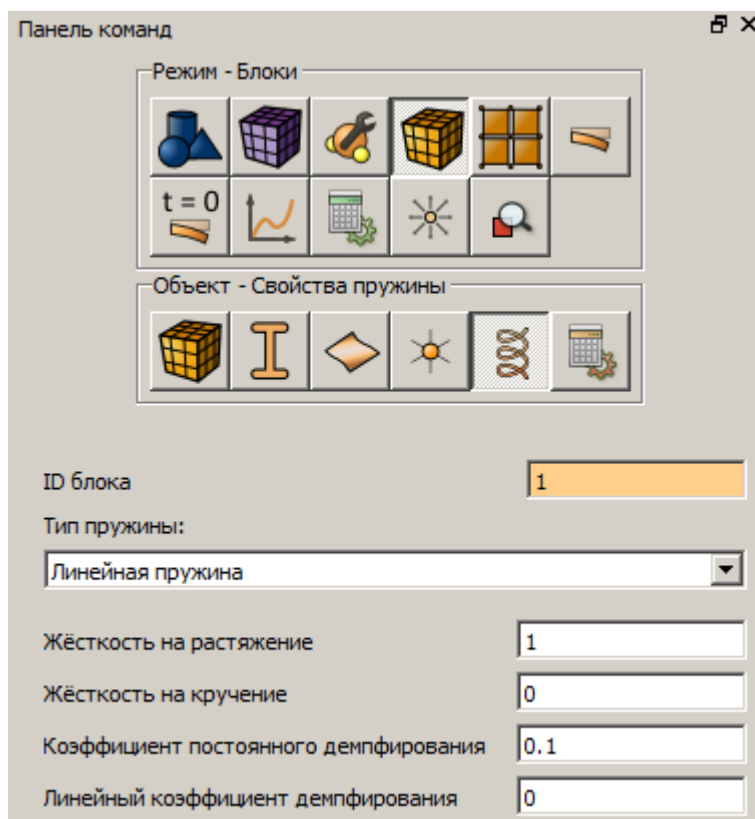 Панель команд
Режим - Блоки
t = 0
Объект - Свойства пружины
ID блока 1
Тип пружины:
Линейная пружина
Жёсткость на растяжение 1
Жёсткость на кручение 0
Коэффициент постоянного демпфирования 0.1
Линейный коэффициент демпфирования 0